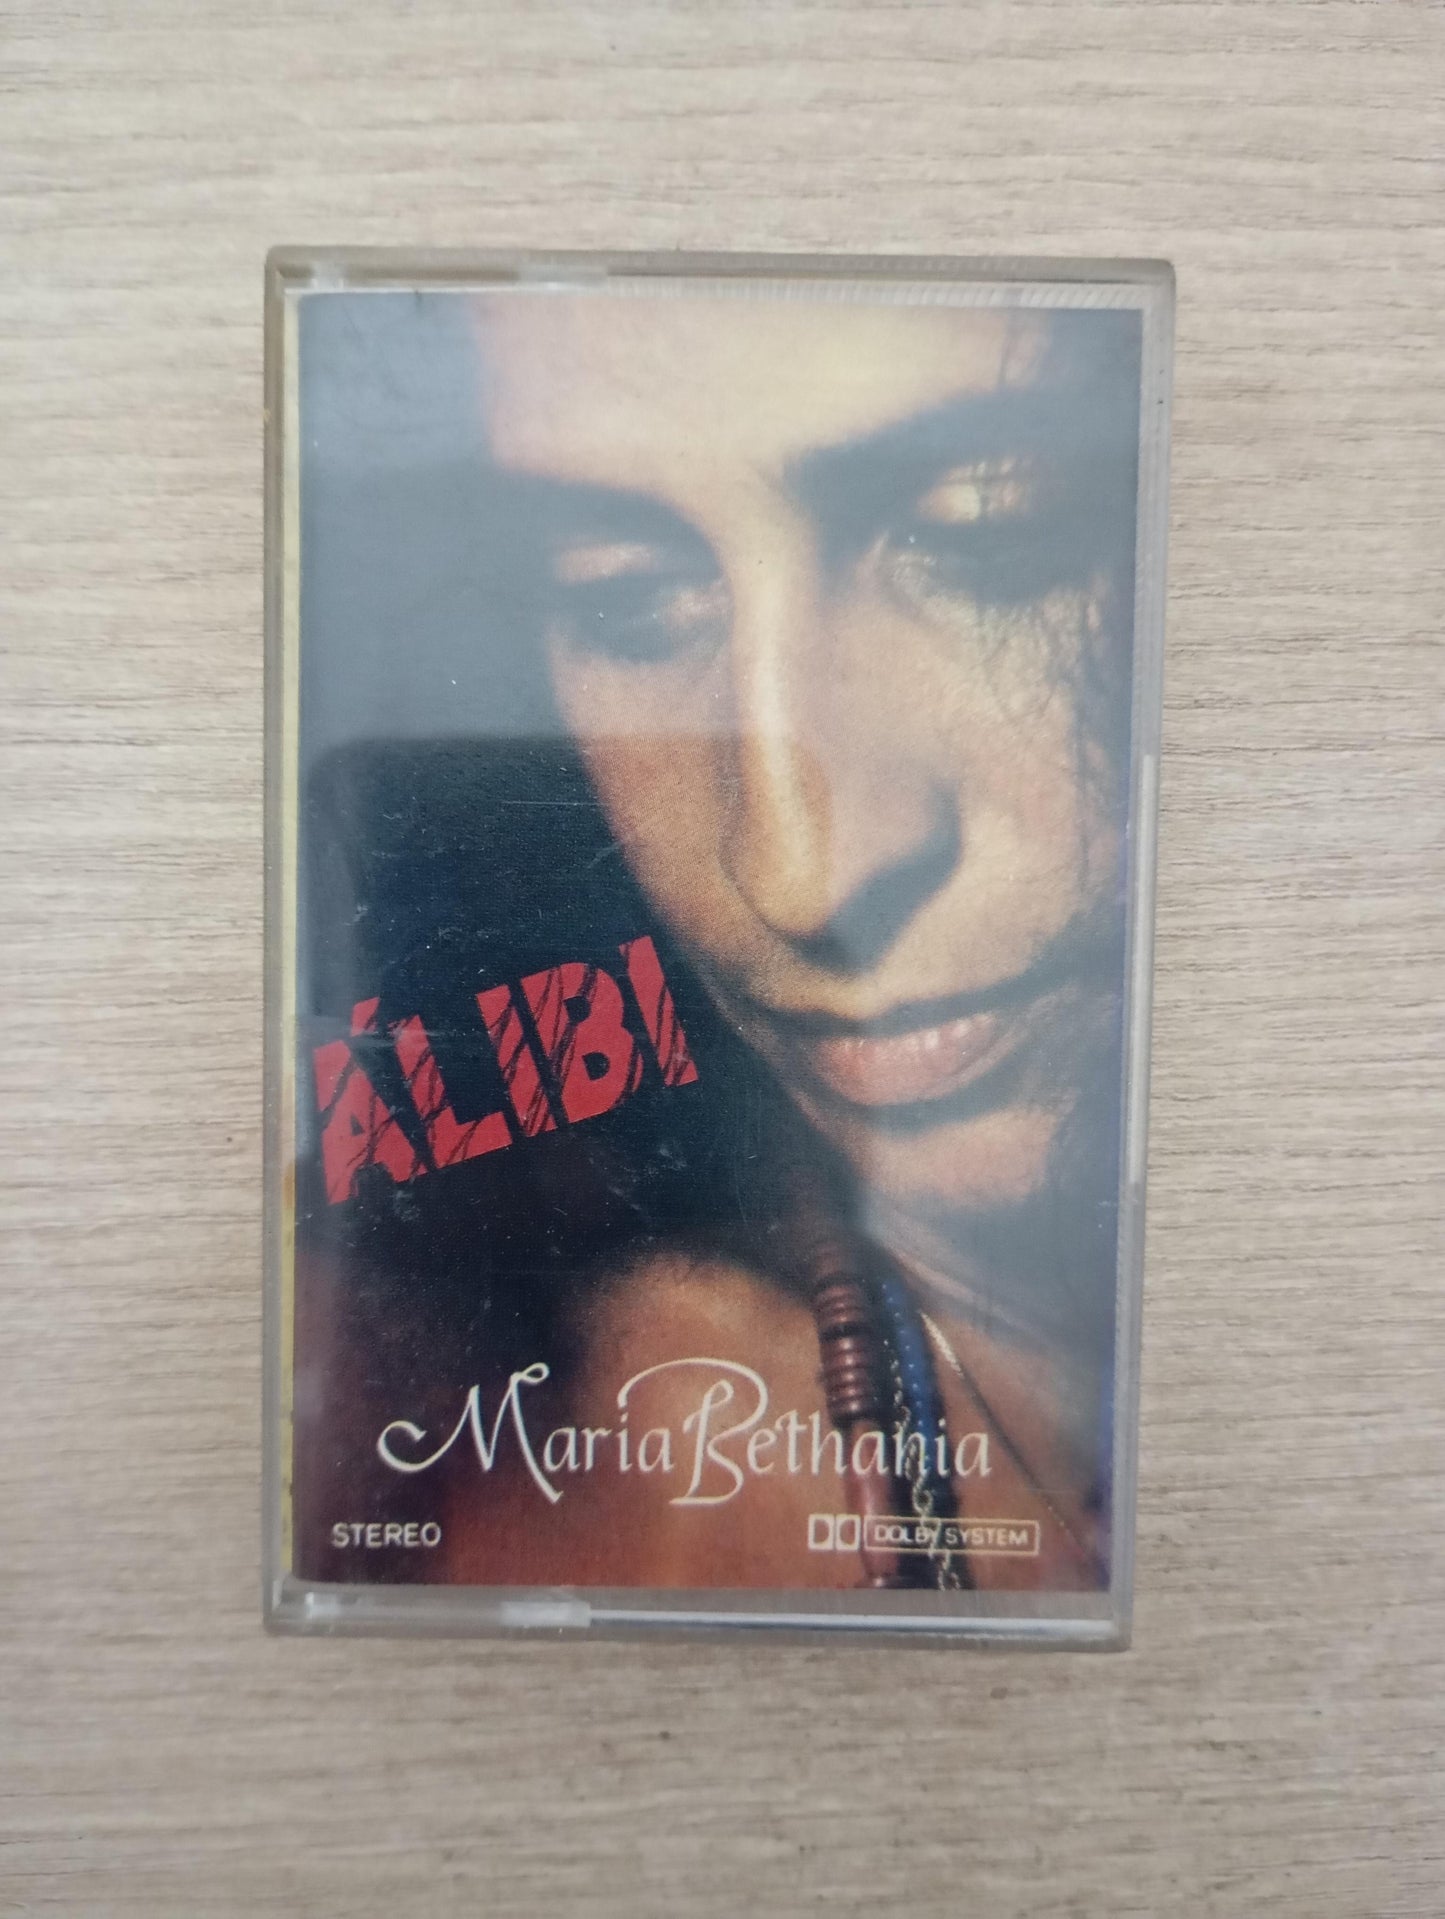 ÁLIBI
Maria Bethania
STEREO
DOLBY SYSTEM